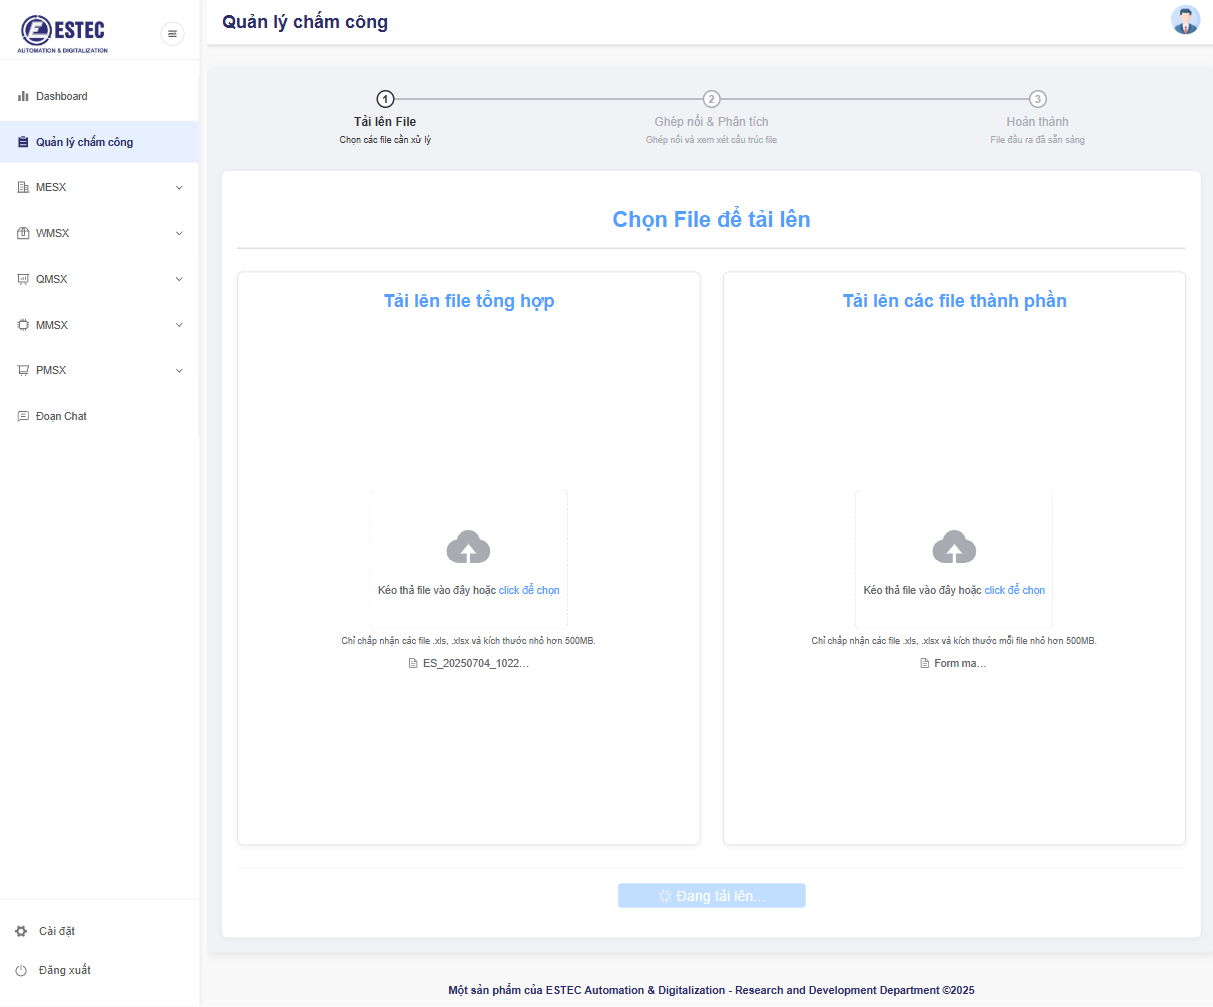 ESTEC
AUTOMATION & DIGITALIZATION
Quản lý chấm công
Dashboard
Quản lý chấm công
MESX
WMSX
QMSX
MMSX
PMSX
Đoạn Chat
Cài đặt
Đăng xuất
1
2
3
Tải lên File
Ghép nối & Phân tích
Hoàn thành
Chọn các file cần xử lý
Ghép nối và xem xét cấu trúc file
File đầu ra đã sẵn sàng
Chọn File để tải lên
Tải lên file tổng hợp
Kéo thả file vào đây hoặc click để chọn
Chỉ chấp nhận các file .xls, .xlsx và kích thước nhỏ hơn 500MB.
ES_20250704_1022...
Tải lên các file thành phần
Kéo thả file vào đây hoặc click để chọn
Chỉ chấp nhận các file .xls, .xlsx và kích thước mỗi file nhỏ hơn 500MB.
Form ma...
Đang tải lên...
Một sản phẩm của ESTEC Automation & Digitalization - Research and Development Department ©2025